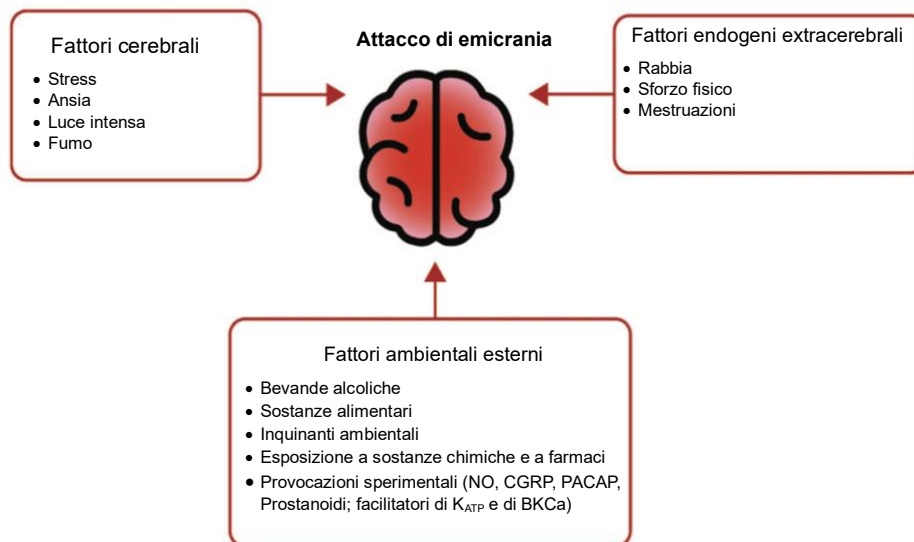 Fattori cerebrali
• Stress
• Ansia
• Luce intensa
• Fumo
Attacco di emicrania
Fattori endogeni extracerebrali
• Rabbia
• Sforzo fisico
• Mestruazioni
Fattori ambientali esterni
• Bevande alcoliche
• Sostanze alimentari
• Inquinanti ambientali
• Esposizione a sostanze chimiche e a farmaci
• Provocazioni sperimentali (NO, CGRP, PACAP,
Prostanoidi; facilitatori di KATP e di BKCa)